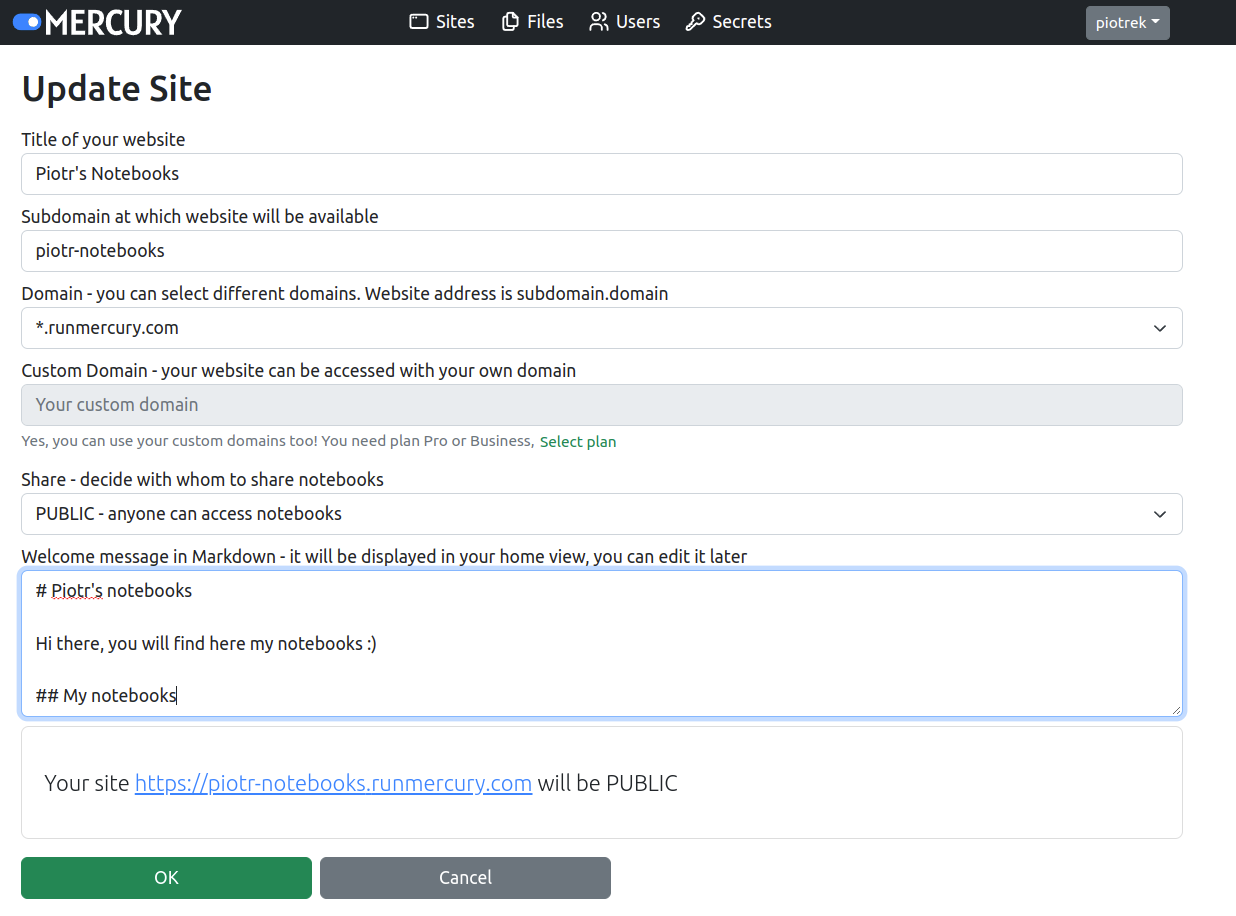 MERCURY Sites Files Users Secrets piotrek
Update Site
Title of your website
Piotr's Notebooks
Subdomain at which website will be available
piotr-notebooks
Domain - you can select different domains. Website address is subdomain.domain
*.runmercury.com
Custom Domain - your website can be accessed with your own domain
Your custom domain
Yes, you can use your custom domains too! You need plan Pro or Business, Select plan
Share - decide with whom to share notebooks
PUBLIC - anyone can access notebooks
Welcome message in Markdown - it will be displayed in your home view, you can edit it later
# Piotr's notebooks
Hi there, you will find here my notebooks :)
## My notebooks
Your site https://piotr-notebooks.runmercury.com will be PUBLIC
OK Cancel